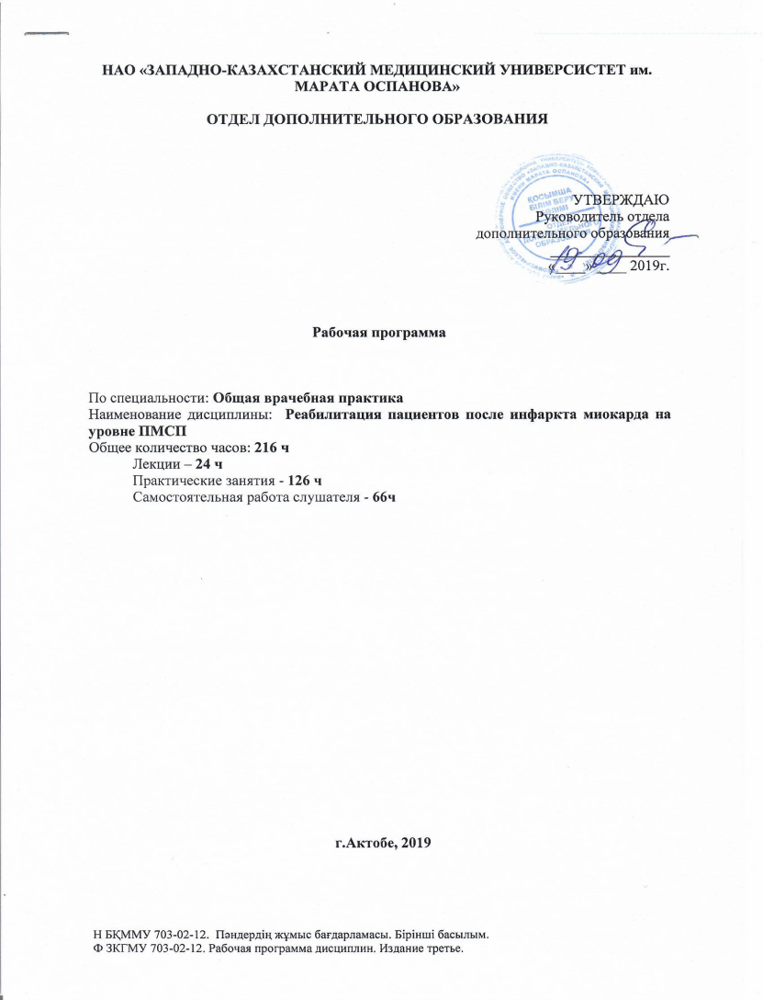 НАО «ЗАПАДНО-КАЗАХСТАНСКИЙ МЕДИЦИНСКИЙ УНИВЕРСИСТЕТ им.
МАРАТА ОСПАНОВА»
ОТДЕЛ ДОПОЛНИТЕЛЬНОГО ОБРАЗОВАНИЯ
ҚОСЫМША
БІЛІМ БЕРУ
УТВЕРЖДАЮ
Руководитель отдела
дополнительного образования
«19» 09 2019г.
Рабочая программа
По специальности: Общая врачебная практика
Наименование дисциплины: Реабилитация пациентов после инфаркта миокарда на
уровне ПМСП
Общее количество часов: 216 ч
Лекции – 24 ч
Практические занятия - 126 ч
Самостоятельная работа слушателя - 66ч
г.Актобе, 2019
Н БҚММУ 703-02-12. Пәндердің жұмыс бағдарламасы. Бірінші басылым.
Ф ЗКГМУ 703-02-12. Рабочая программа дисциплин. Издание третье.